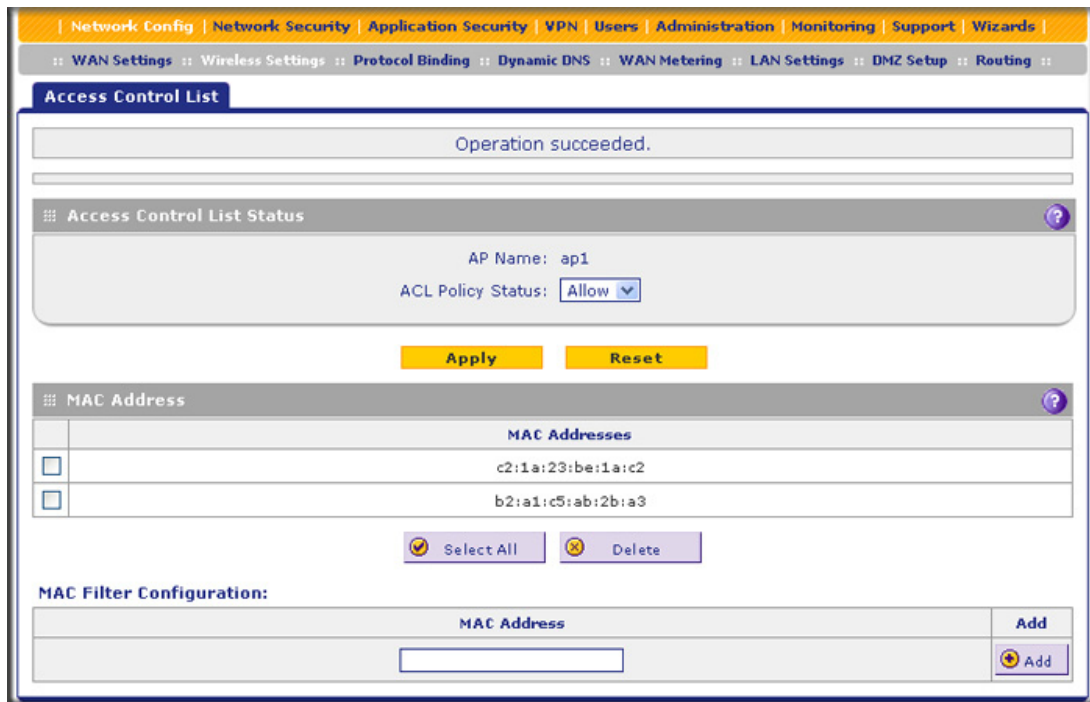 | Network Config | Network Security | Application Security | VPN | Users | Administration | Monitoring | Support | Wizards |
:: WAN Settings :: Wireless Settings :: Protocol Binding :: Dynamic DNS :: WAN Metering :: LAN Settings :: DMZ Setup :: Routing ::
Access Control List
Operation succeeded.
Access Control List Status ?
AP Name: ap1
ACL Policy Status: Allow
Apply Reset
MAC Address ?
MAC Addresses
c2:1a:23:be:1a:c2
b2:a1:c5:ab:2b:a3
Select All Delete
MAC Filter Configuration:
MAC Address Add
Add